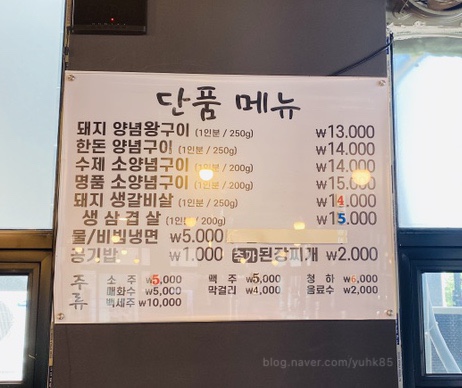 단품 메뉴
돼지 양념왕구이 (1인분 / 250g) ₩13.000
한돈 양념구이 (1인분 / 250g) ₩14.000
수제 소양념구이 (1인분 / 200g) ₩14.000
명품 소양념구이 (1인분 / 200g) ₩15.000
돼지 생갈비살 (1인분 / 250g) ₩14.000
생 삼 겹 살 (1인분 / 200g) ₩15.000
물/비빔냉면 ₩5.000
공기밥 ₩1.000 추가된장찌개 ₩2.000
주류
소 주 ₩5,000 맥 주 ₩5,000 청 하 ₩6,000
매화수 ₩5,000 막걸리 ₩4,000 음료수 ₩2,000
백세주 ₩10,000
blog.naver.com/yuhk85